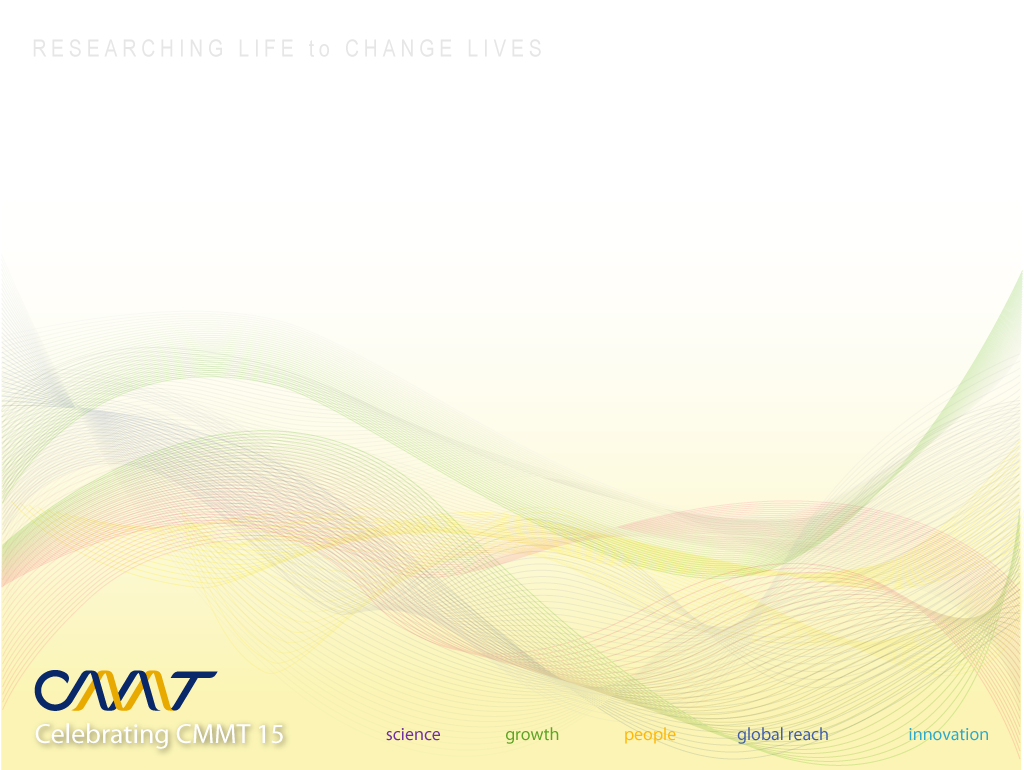 RESEARCHING LIFE to CHANGE LIVES
CMMT
Celebrating CMMT 15
science growth people global reach innovation